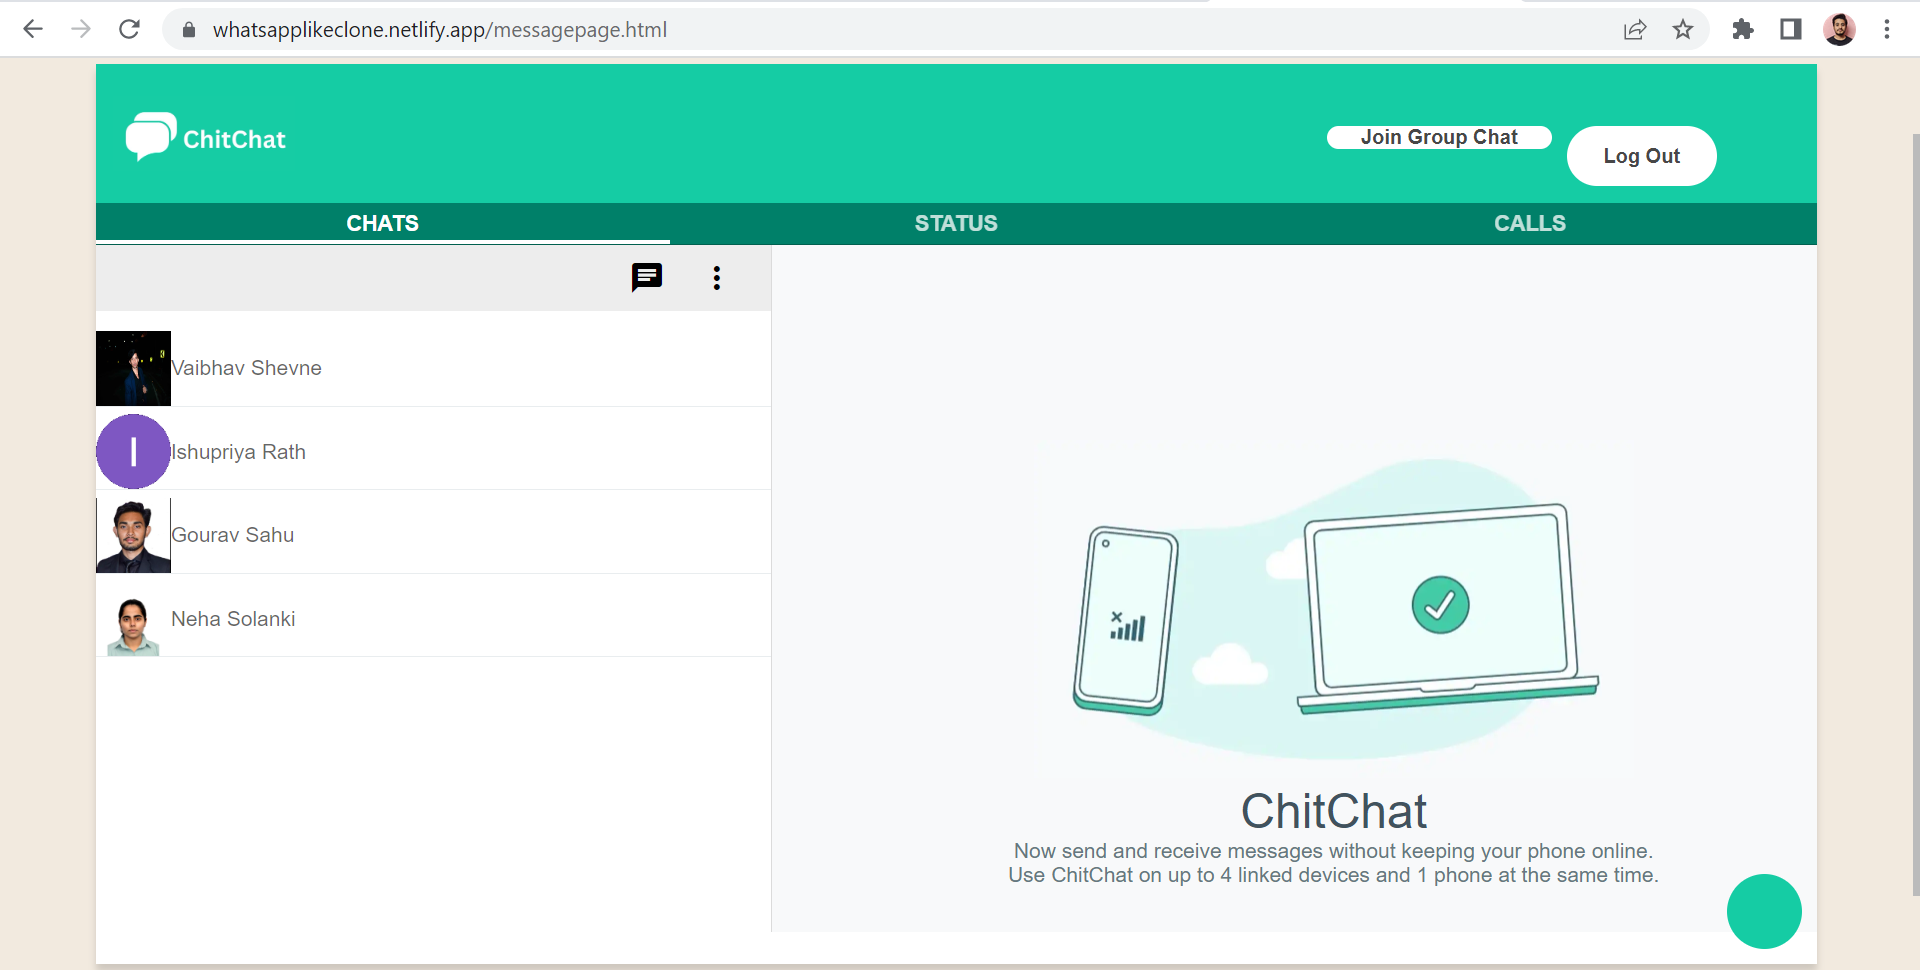 whatsapplikeclone.netlify.app/messagepage.html
ChitChat
Join Group Chat
Log Out
CHATS
STATUS
CALLS
Vaibhav Shevne
I
Ishupriya Rath
Gourav Sahu
Neha Solanki
ChitChat
Now send and receive messages without keeping your phone online.
Use ChitChat on up to 4 linked devices and 1 phone at the same time.